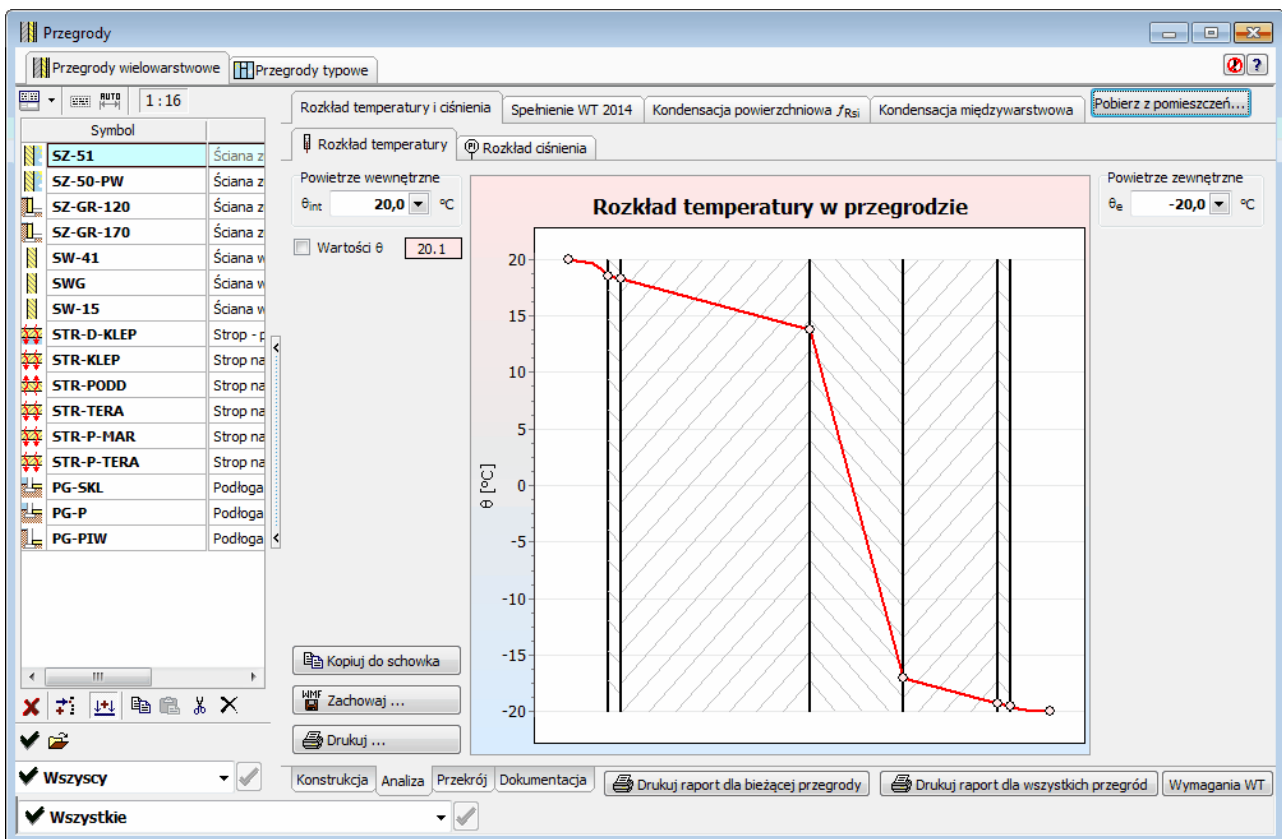 Przegrody
Przegrody wielowarstwowe
Przegrody typowe
AUTO
1 : 16
Symbol
SZ-51 Ściana z
SZ-50-PW Ściana z
SZ-GR-120 Ściana z
SZ-GR-170 Ściana z
SW-41 Ściana w
SWG Ściana w
SW-15 Ściana w
STR-D-KLEP Strop - p
STR-KLEP Strop na
STR-PODD Strop na
STR-TERA Strop na
STR-P-MAR Strop na
STR-P-TERA Strop na
PG-SKL Podłoga
PG-P Podłoga
PG-PIW Podłoga
Wszyscy
Wszystkie
Rozkład temperatury i ciśnienia
Spełnienie WT 2014
Kondensacja powierzchniowa fRsi
Kondensacja międzywarstwowa
Pobierz z pomieszczeń...
Rozkład temperatury
Rozkład ciśnienia
Powietrze wewnętrzne
θint 20,0 ºC
Wartości θ 20.1
Powietrze zewnętrzne
θe -20,0 ºC
Rozkład temperatury w przegrodzie
θ [ºC]
20
15
10
5
0
-5
-10
-15
-20
Kopiuj do schowka
WMF Zachowaj ...
Drukuj ...
Konstrukcja
Analiza
Przekrój
Dokumentacja
Drukuj raport dla bieżącej przegrody
Drukuj raport dla wszystkich przegród
Wymagania WT